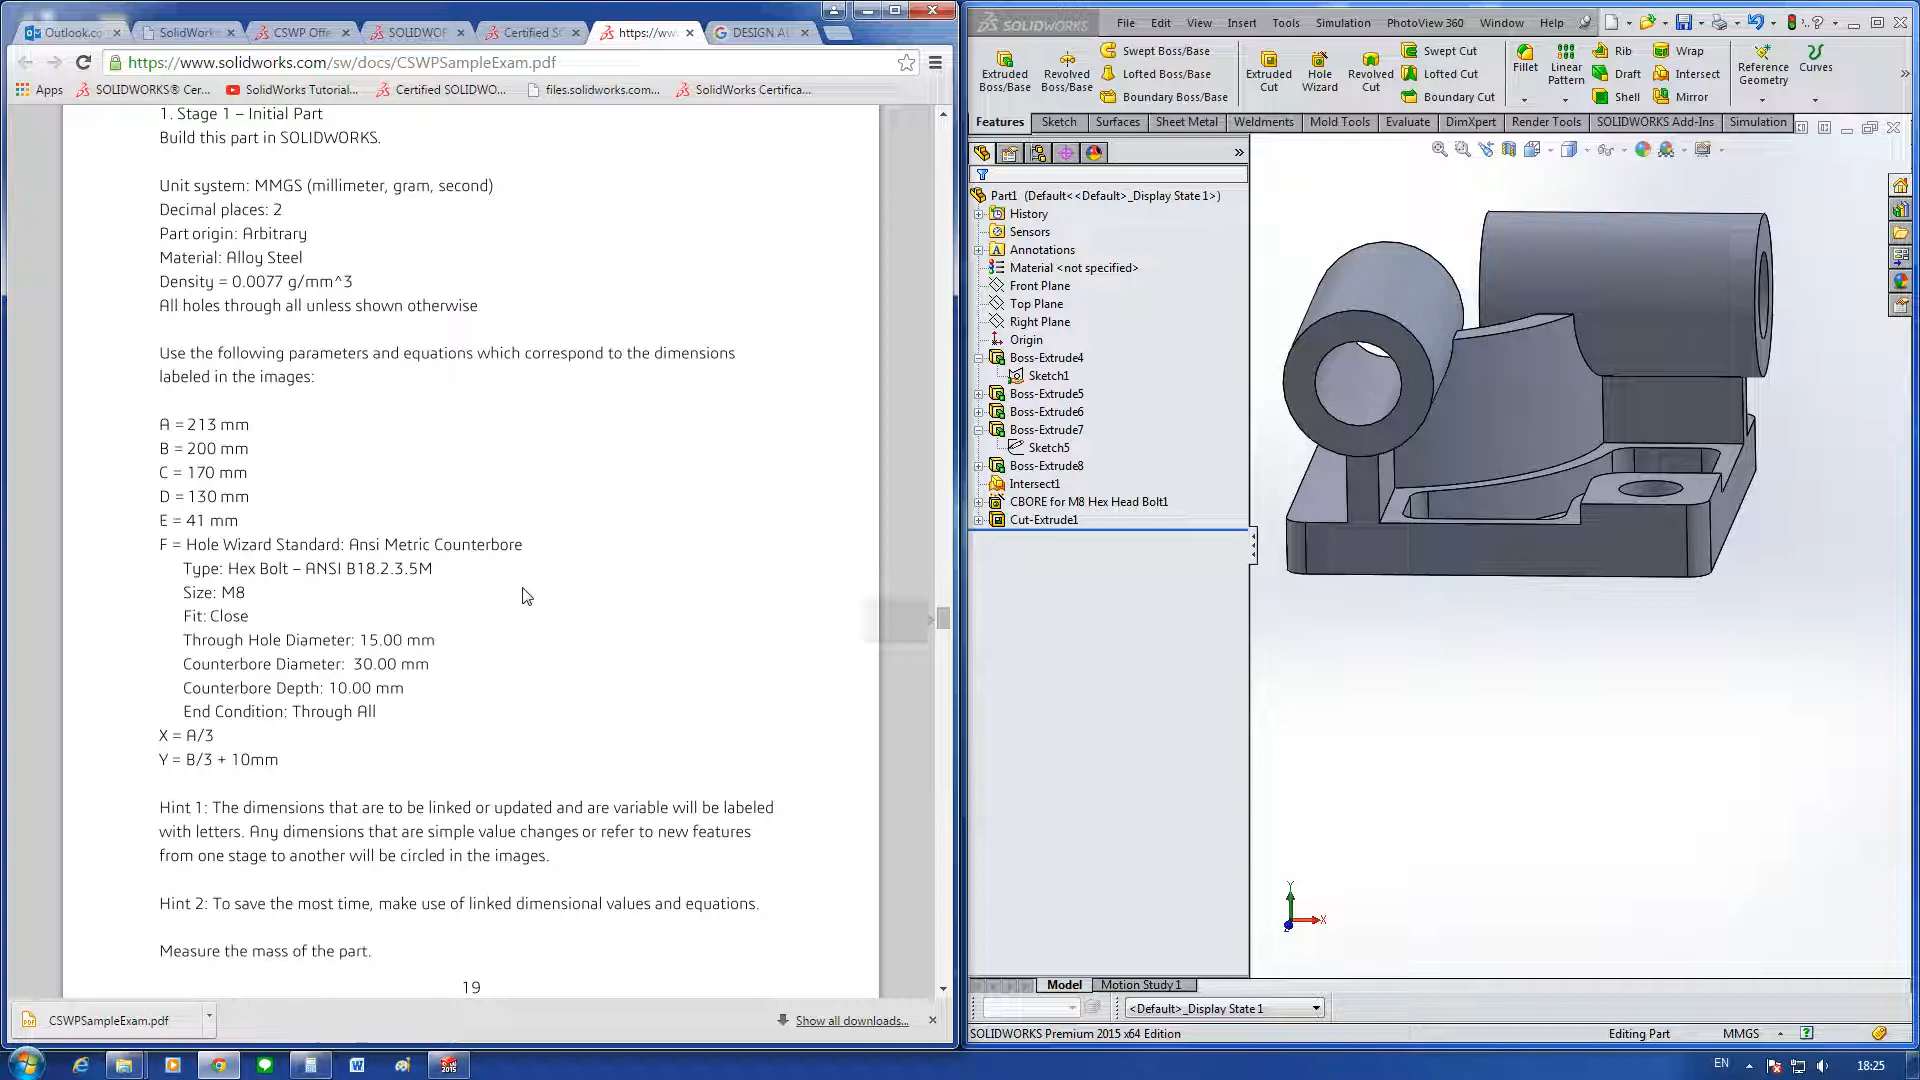 Outlook.co
SolidWork
CSWP Offe
SOLIDWOR
Certified SO
https://ww
DESIGN AL
https://www.solidworks.com/sw/docs/CSWPSampleExam.pdf
Apps
SOLIDWORKS® Cer...
SolidWorks Tutorial...
Certified SOLIDWO...
files.solidworks.com...
SolidWorks Certifica...
1. Stage 1 – Initial Part
Build this part in SOLIDWORKS.
Unit system: MMGS (millimeter, gram, second)
Decimal places: 2
Part origin: Arbitrary
Material: Alloy Steel
Density = 0.0077 g/mm^3
All holes through all unless shown otherwise
Use the following parameters and equations which correspond to the dimensions
labeled in the images:
A = 213 mm
B = 200 mm
C = 170 mm
D = 130 mm
E = 41 mm
F = Hole Wizard Standard: Ansi Metric Counterbore
Type: Hex Bolt – ANSI B18.2.3.5M
Size: M8
Fit: Close
Through Hole Diameter: 15.00 mm
Counterbore Diameter: 30.00 mm
Counterbore Depth: 10.00 mm
End Condition: Through All
X = A/3
Y = B/3 + 10mm
Hint 1: The dimensions that are to be linked or updated and are variable will be labeled
with letters. Any dimensions that are simple value changes or refer to new features
from one stage to another will be circled in the images.
Hint 2: To save the most time, make use of linked dimensional values and equations.
Measure the mass of the part.
19
CSWPSampleExam.pdf
Show all downloads...
SOLIDWORKS
File Edit View Insert Tools Simulation PhotoView 360 Window Help
Extruded Boss/Base
Revolved Boss/Base
Swept Boss/Base
Lofted Boss/Base
Boundary Boss/Base
Extruded Cut
Hole Wizard
Revolved Cut
Swept Cut
Lofted Cut
Boundary Cut
Fillet
Linear Pattern
Rib
Draft
Shell
Wrap
Intersect
Mirror
Reference Geometry
Curves
Features Sketch Surfaces Sheet Metal Weldments Mold Tools Evaluate DimXpert Render Tools SOLIDWORKS Add-Ins Simulation
Part1 (Default<<Default>_Display State 1>)
History
Sensors
Annotations
Material <not specified>
Front Plane
Top Plane
Right Plane
Origin
Boss-Extrude4
Sketch1
Boss-Extrude5
Boss-Extrude6
Boss-Extrude7
Sketch5
Boss-Extrude8
Intersect1
CBORE for M8 Hex Head Bolt1
Cut-Extrude1
Y
X
Z
Model Motion Study 1
<Default>_Display State 1
SOLIDWORKS Premium 2015 x64 Edition
Editing Part
MMGS
EN
18:25